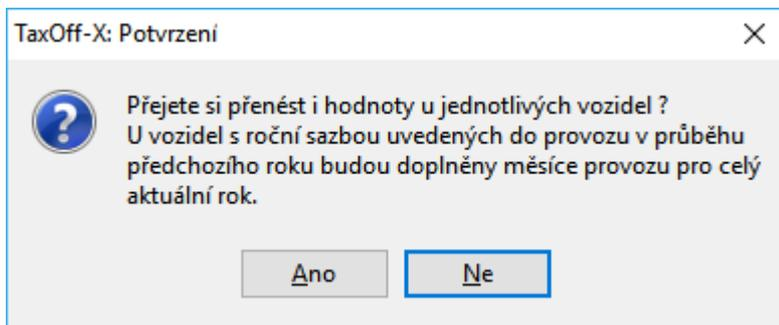 TaxOff-X: Potvrzení
Přejete si přenést i hodnoty u jednotlivých vozidel ?
U vozidel s roční sazbou uvedených do provozu v průběhu
předchozího roku budou doplněny měsíce provozu pro celý
aktuální rok.
Ano
Ne